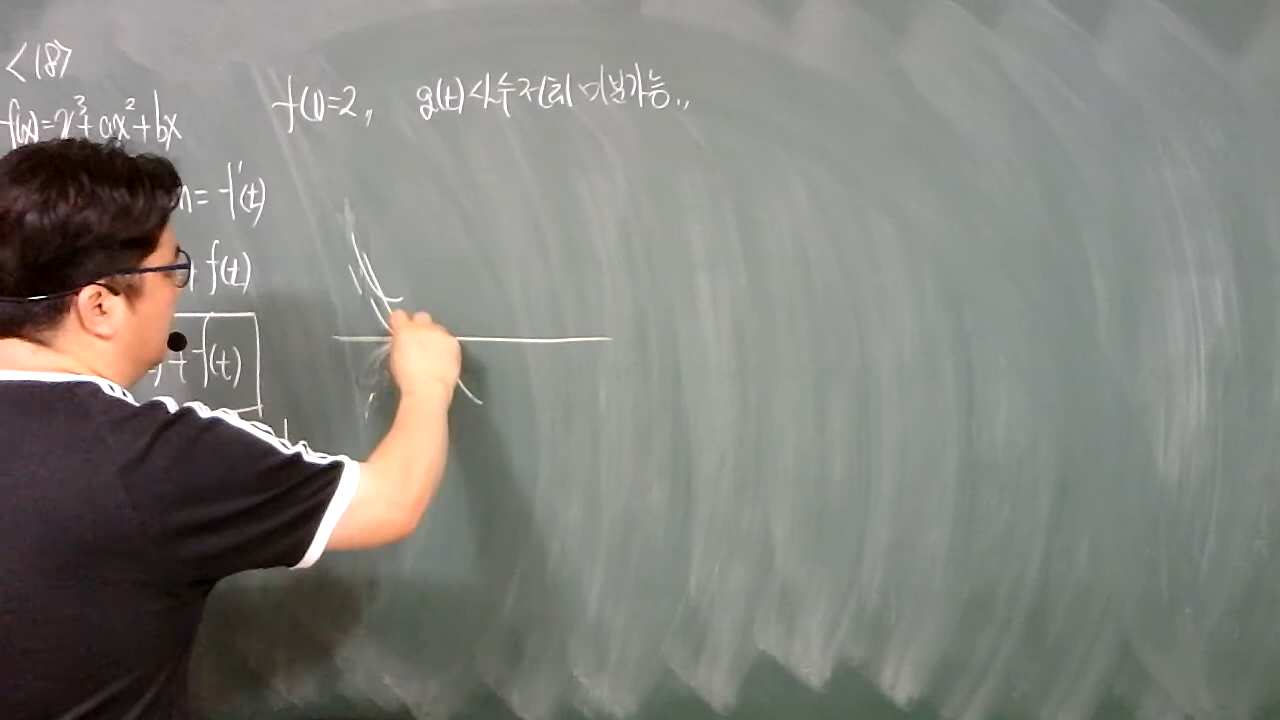 <18>
f(x)=x³+ax²+bx
f(1)=2, g(t) 실수전체 미분가능.,
= f'(t)
+ f(t)
+ f(t)